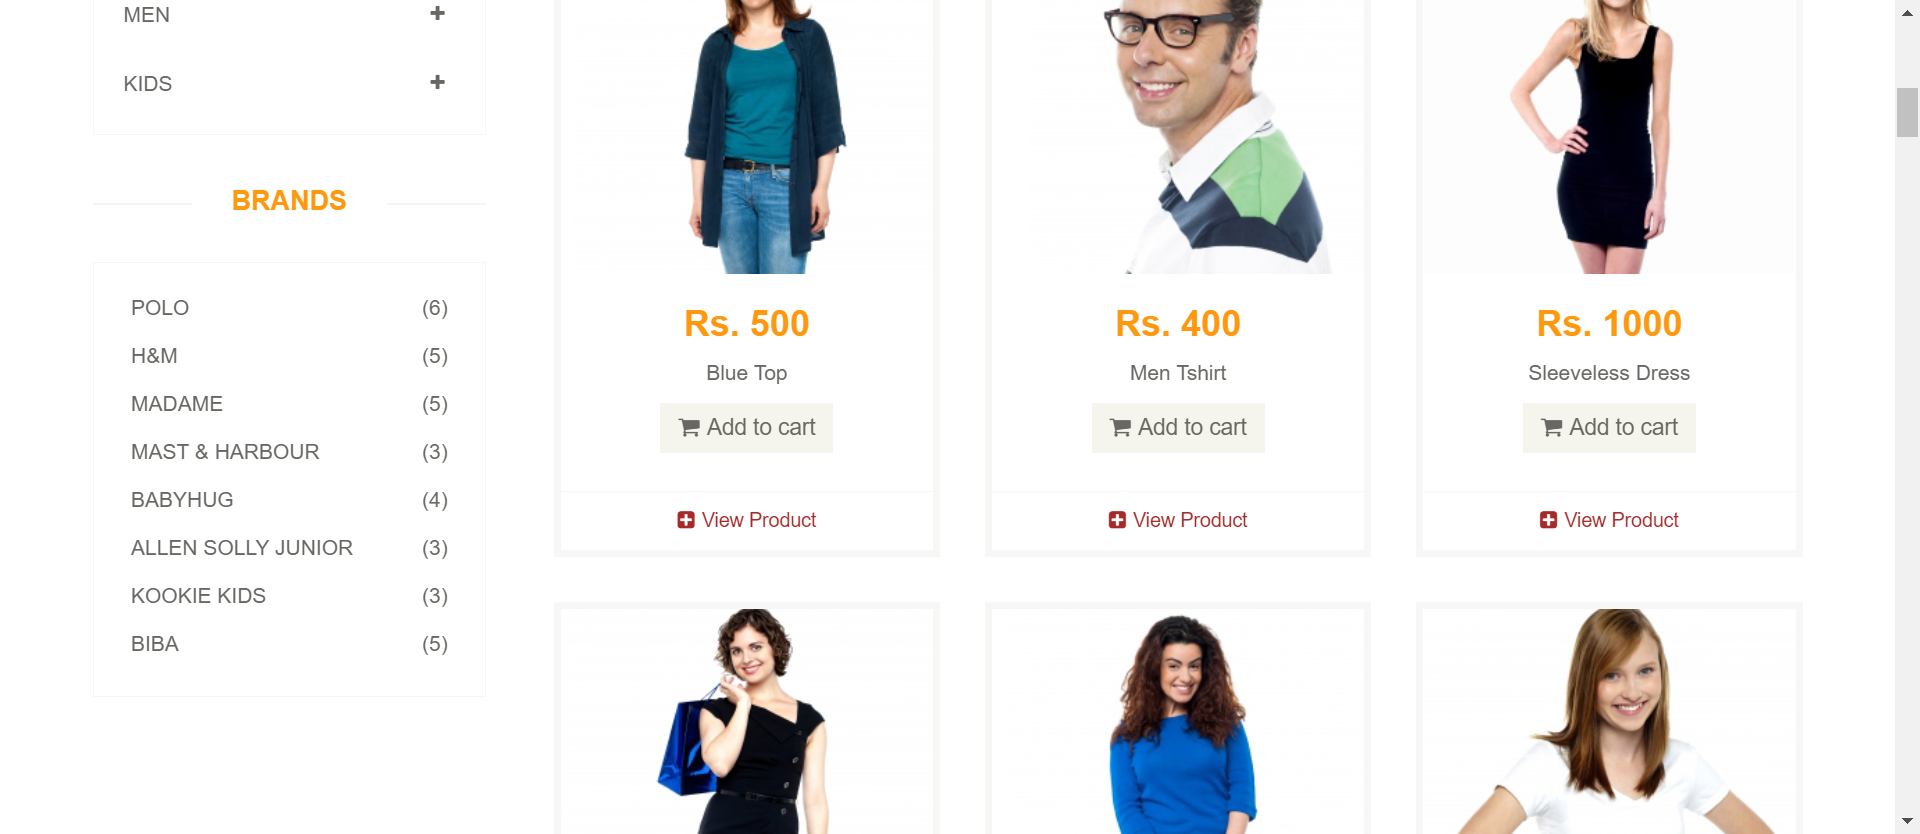 MEN
KIDS
BRANDS
POLO (6)
H&M (5)
MADAME (5)
MAST & HARBOUR (3)
BABYHUG (4)
ALLEN SOLLY JUNIOR (3)
KOOKIE KIDS (3)
BIBA (5)
Rs. 500
Blue Top
Add to cart
View Product
Rs. 400
Men Tshirt
Add to cart
View Product
Rs. 1000
Sleeveless Dress
Add to cart
View Product